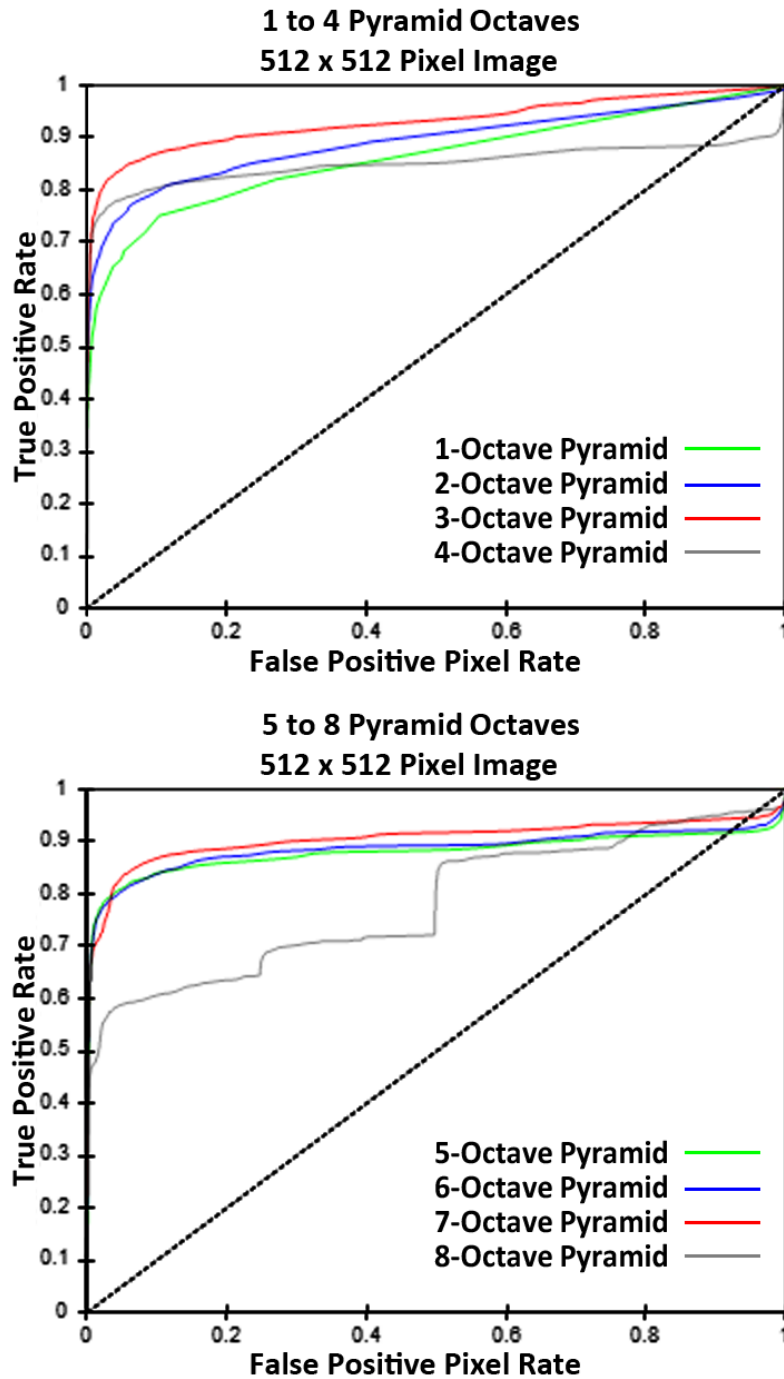 1 to 4 Pyramid Octaves
512 x 512 Pixel Image
1
0.9
0.8
0.7
0.6
0.5
0.4
0.3
0.2
0.1
0
True Positive Rate
1-Octave Pyramid
2-Octave Pyramid
3-Octave Pyramid
4-Octave Pyramid
0 0.2 0.4 0.6 0.8 1
False Positive Pixel Rate
5 to 8 Pyramid Octaves
512 x 512 Pixel Image
1
0.9
0.8
0.7
0.6
0.5
0.4
0.3
0.2
0.1
0
True Positive Rate
5-Octave Pyramid
6-Octave Pyramid
7-Octave Pyramid
8-Octave Pyramid
0 0.2 0.4 0.6 0.8 1
False Positive Pixel Rate